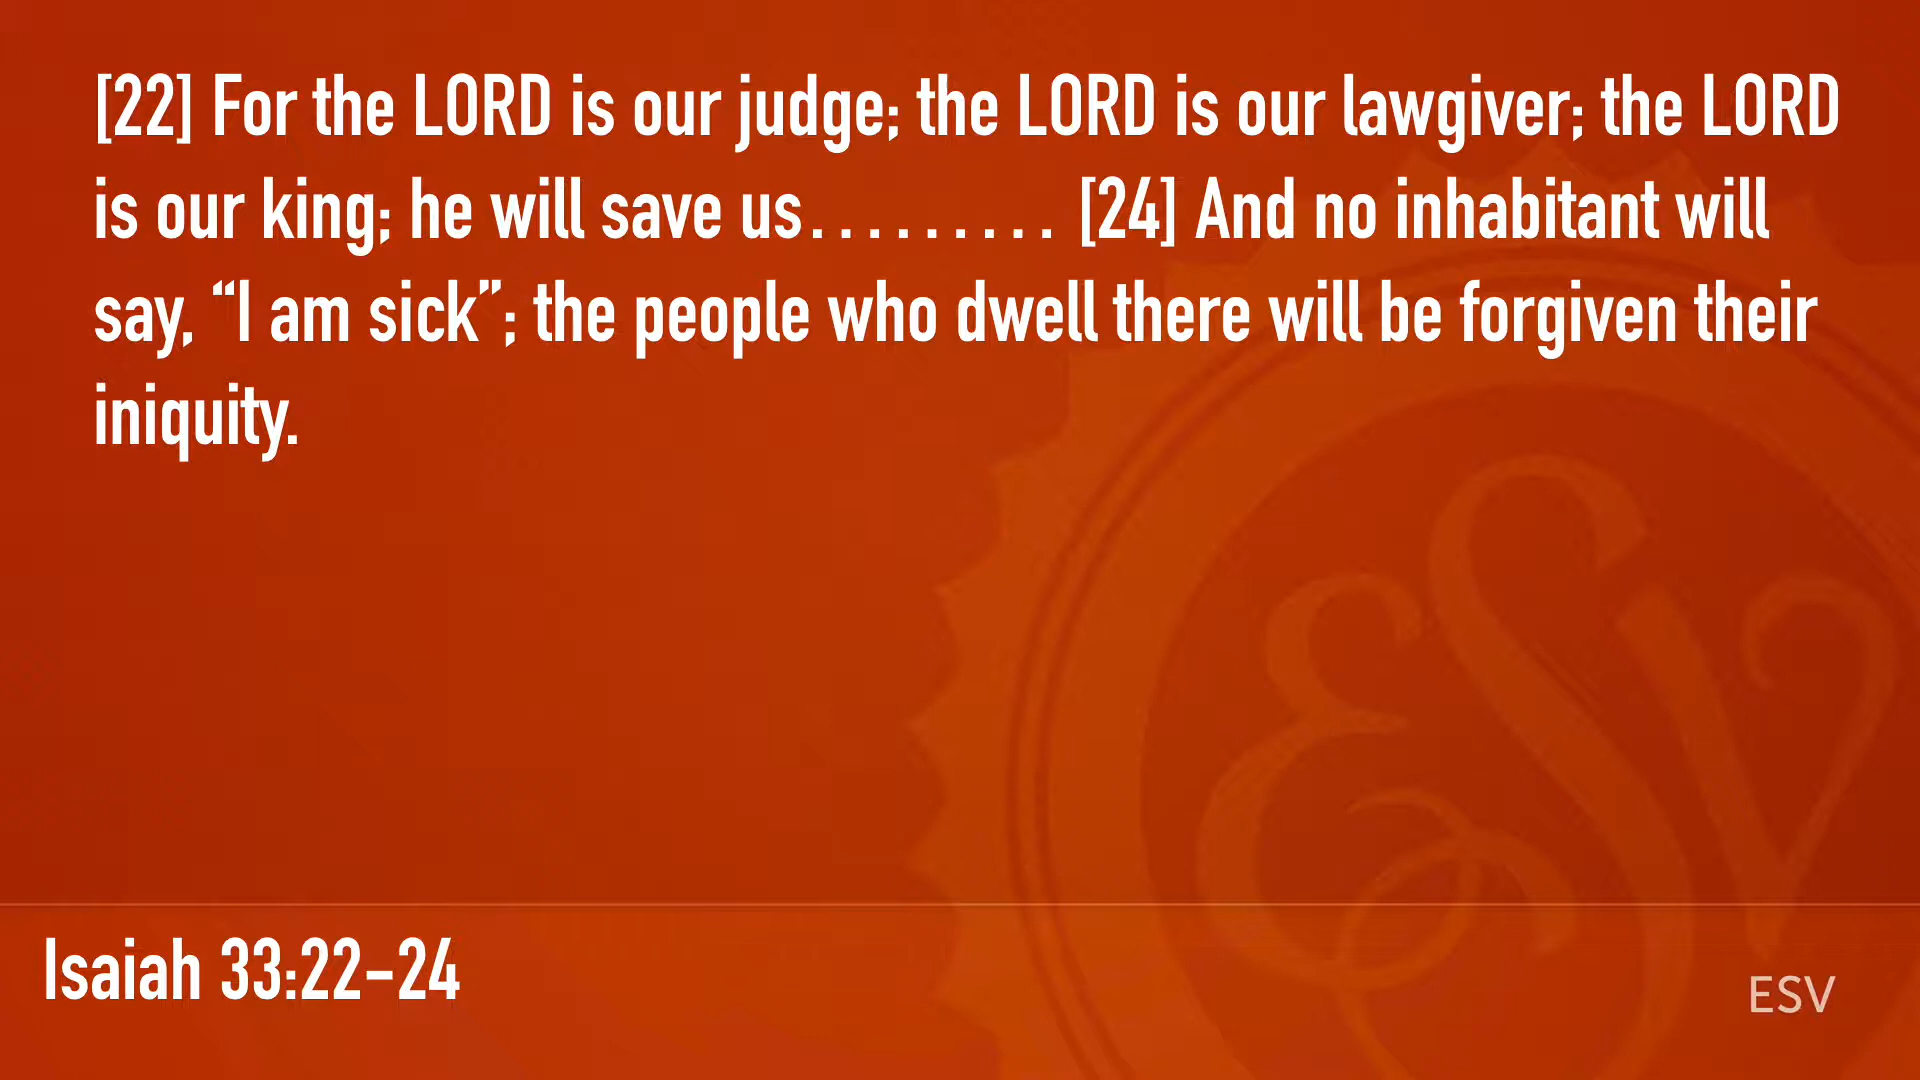 [22] For the LORD is our judge; the LORD is our lawgiver; the LORD
is our king; he will save us......... [24] And no inhabitant will
say, “I am sick”; the people who dwell there will be forgiven their
iniquity.
Isaiah 33:22–24
ESV
ESV